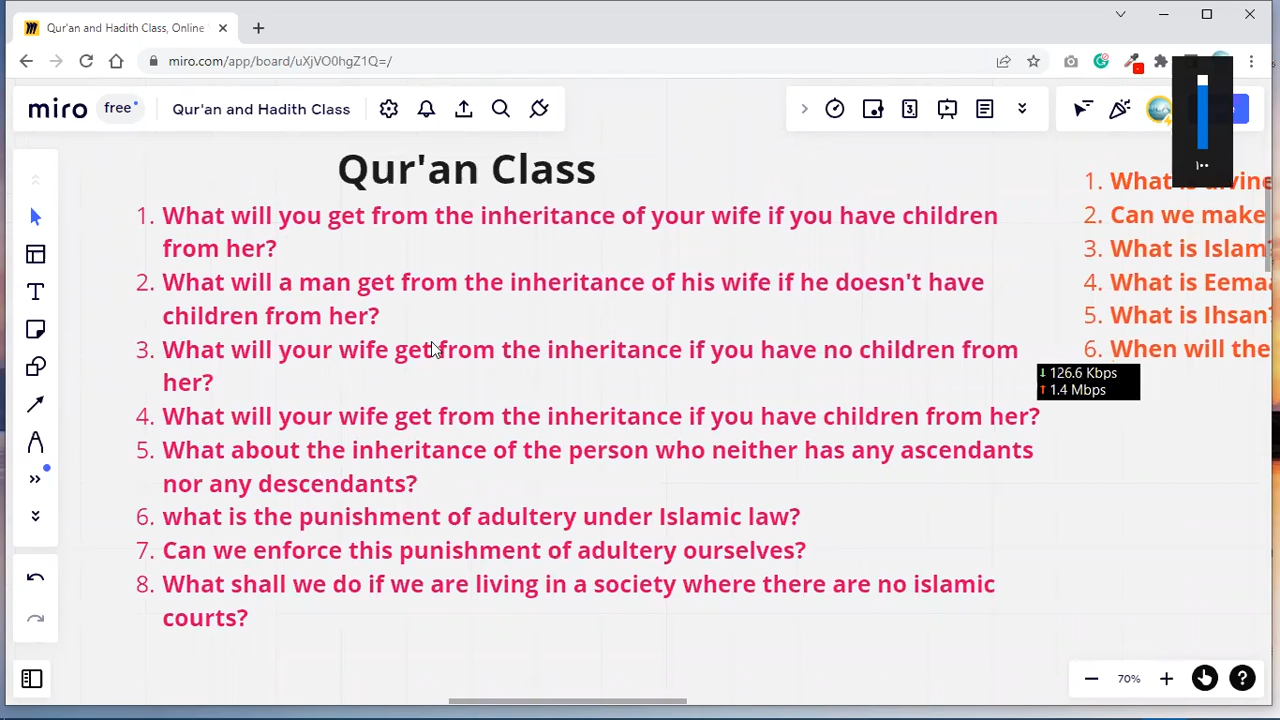 Qur'an and Hadith Class, Online
miro.com/app/board/uXjVO0hgZ1Q=/
miro free Qur'an and Hadith Class
3
١٠٠
Qur'an Class
1. What will you get from the inheritance of your wife if you have children
from her?
2. What will a man get from the inheritance of his wife if he doesn't have
children from her?
3. What will your wife get from the inheritance if you have no children from
her?
4. What will your wife get from the inheritance if you have children from her?
5. What about the inheritance of the person who neither has any ascendants
nor any descendants?
6. what is the punishment of adultery under Islamic law?
7. Can we enforce this punishment of adultery ourselves?
8. What shall we do if we are living in a society where there are no islamic
courts?
1. What is divine
2. Can we make
3. What is Islam?
4. What is Eema
5. What is Ihsan?
6. When will the
↓ 126.6 Kbps
↑ 1.4 Mbps
70%